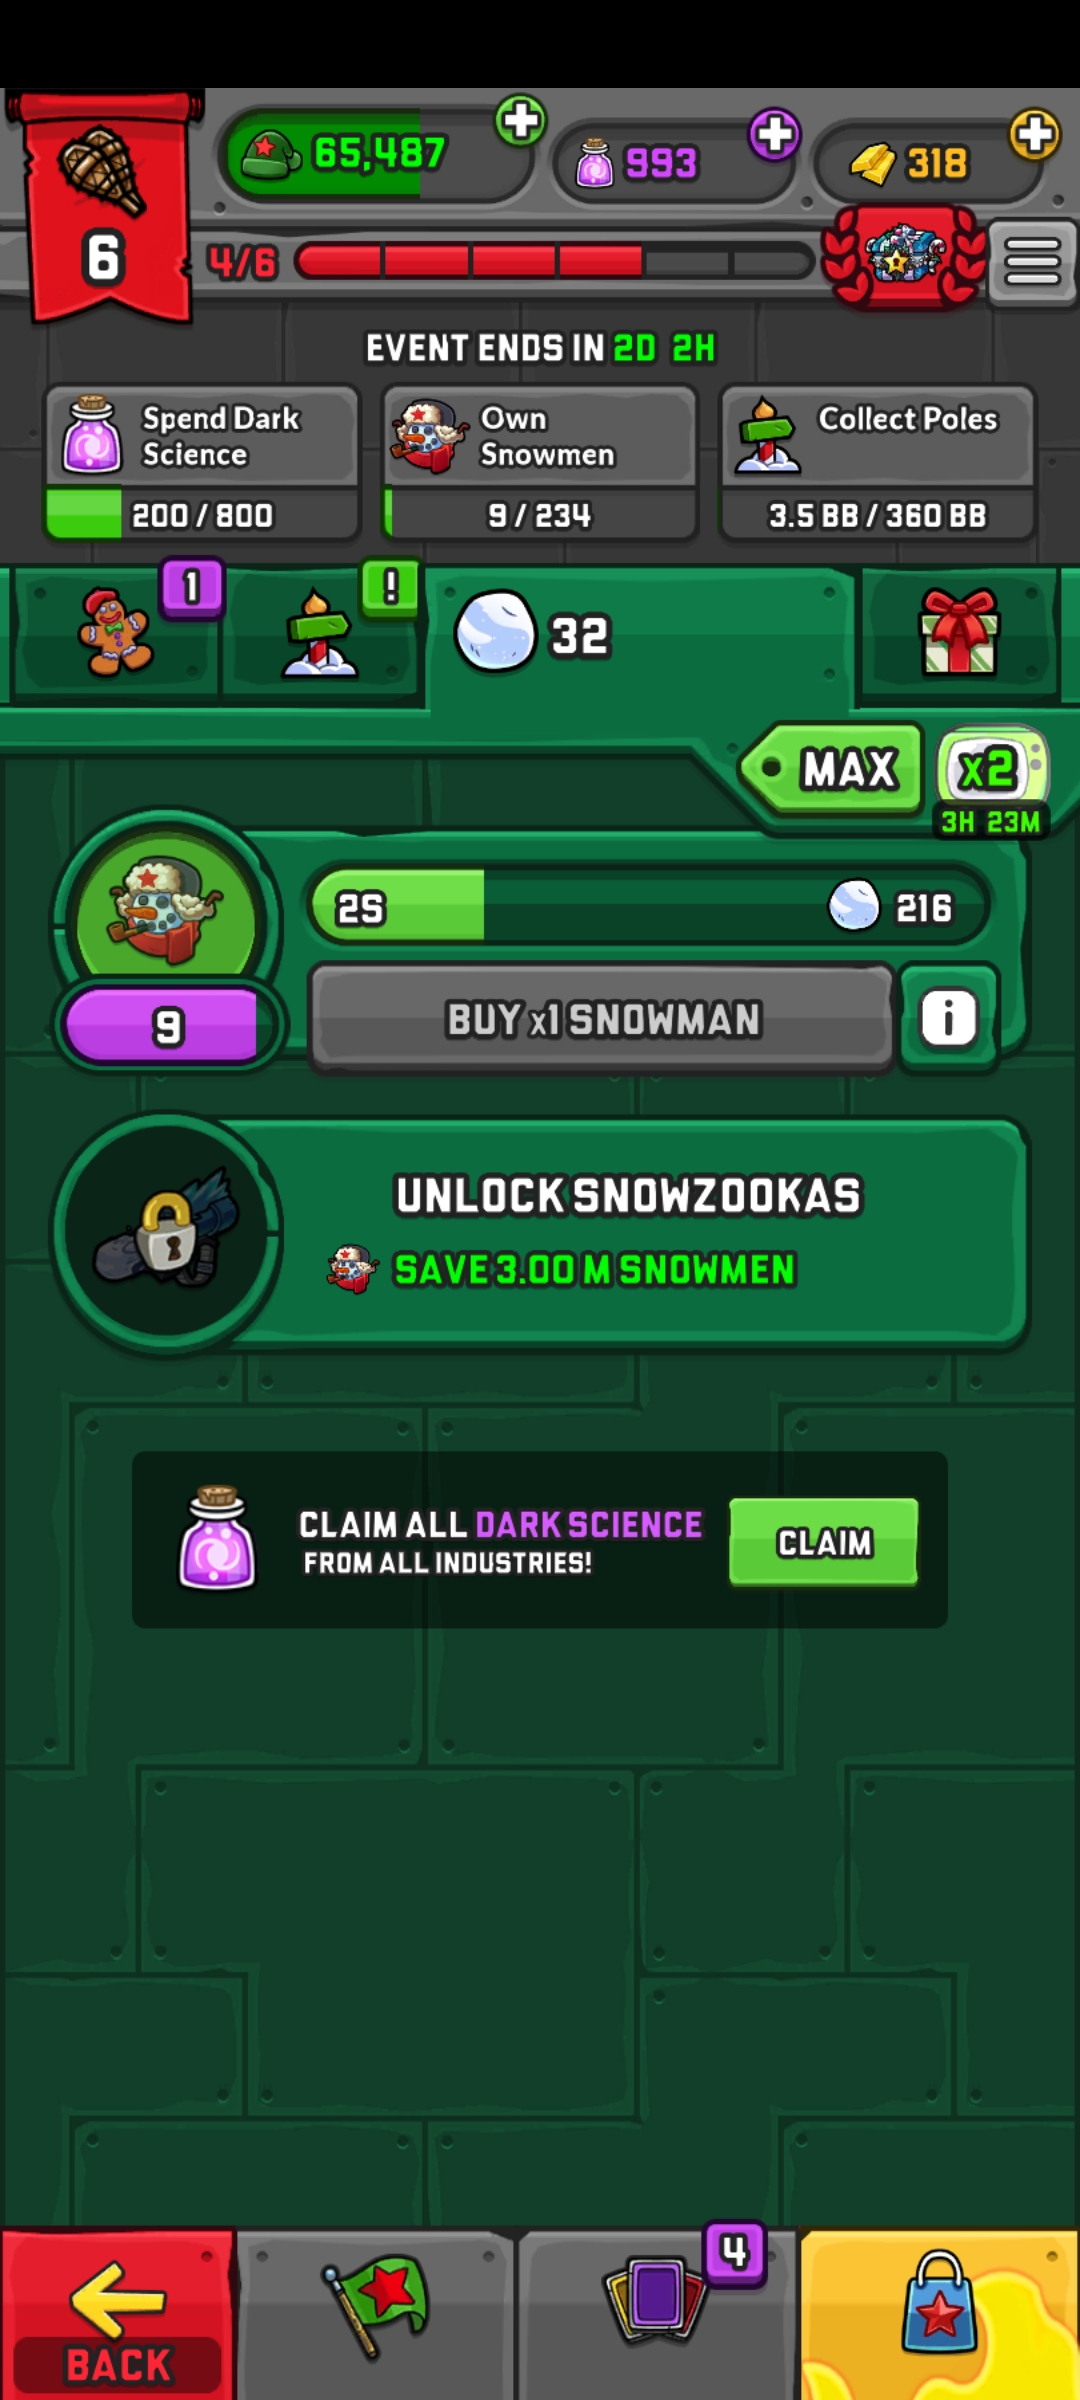 65,487
993
318
6
4/6
EVENT ENDS IN 2D 2H
Spend Dark
Science
200 / 800
Own
Snowmen
9 / 234
Collect Poles
3.5 BB / 360 BB
1
!
32
MAX
x2
3H 23M
2S
216
9
BUY x1 SNOWMAN
i
UNLOCK SNOWZOOKAS
SAVE 3.00 M SNOWMEN
CLAIM ALL DARK SCIENCE
FROM ALL INDUSTRIES!
CLAIM
4
BACK